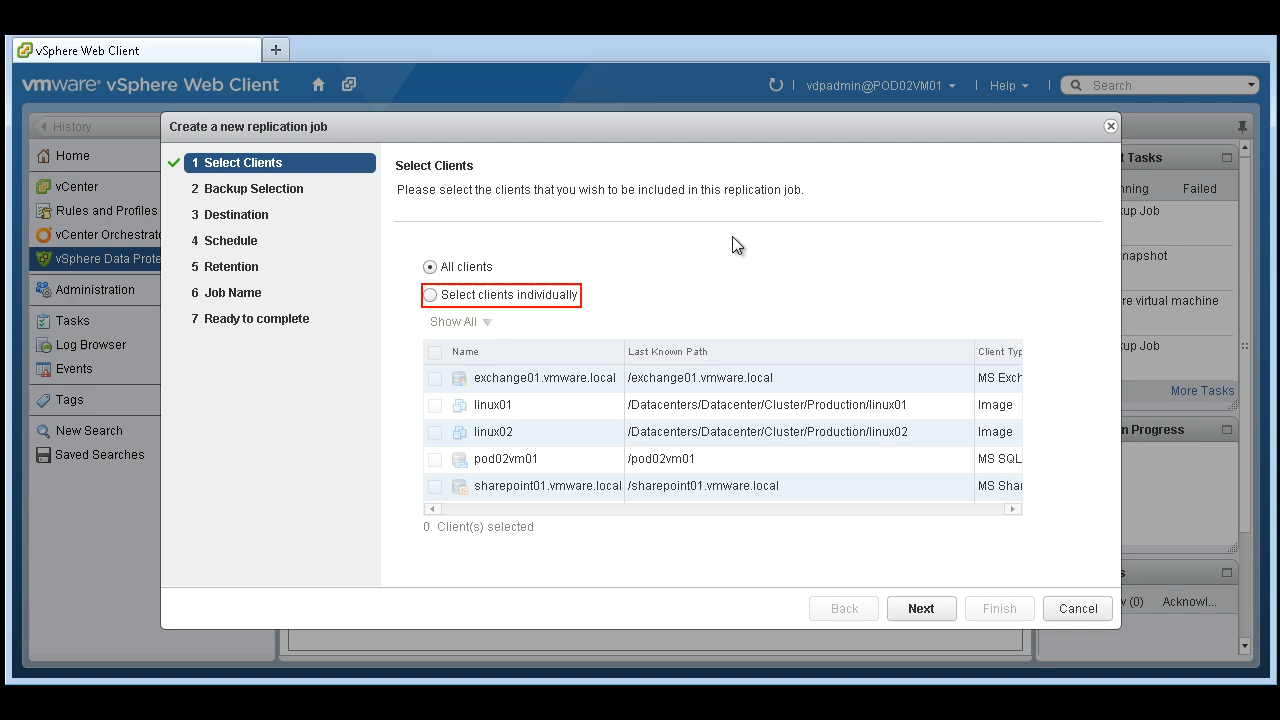 vSphere Web Client
vmware® vSphere Web Client
vdpadmin@POD02VM01
Help
Search
History
Home
vCenter
Rules and Profiles
vCenter Orchestrato
vSphere Data Prote
Administration
Tasks
Log Browser
Events
Tags
New Search
Saved Searches
Create a new replication job
1 Select Clients
2 Backup Selection
3 Destination
4 Schedule
5 Retention
6 Job Name
7 Ready to complete
Select Clients
Please select the clients that you wish to be included in this replication job.
All clients
Select clients individually
Show All
Name Last Known Path Client Typ
exchange01.vmware.local /exchange01.vmware.local MS Exch
linux01 /Datacenters/Datacenter/Cluster/Production/linux01 Image
linux02 /Datacenters/Datacenter/Cluster/Production/linux02 Image
pod02vm01 /pod02vm01 MS SQL
sharepoint01.vmware.local /sharepoint01.vmware.local MS Shar
0 Client(s) selected
Back Next Finish Cancel
t Tasks
nning Failed
kup Job
napshot
re virtual machine
kup Job
More Tasks
n Progress
s
v (0) Acknowl...